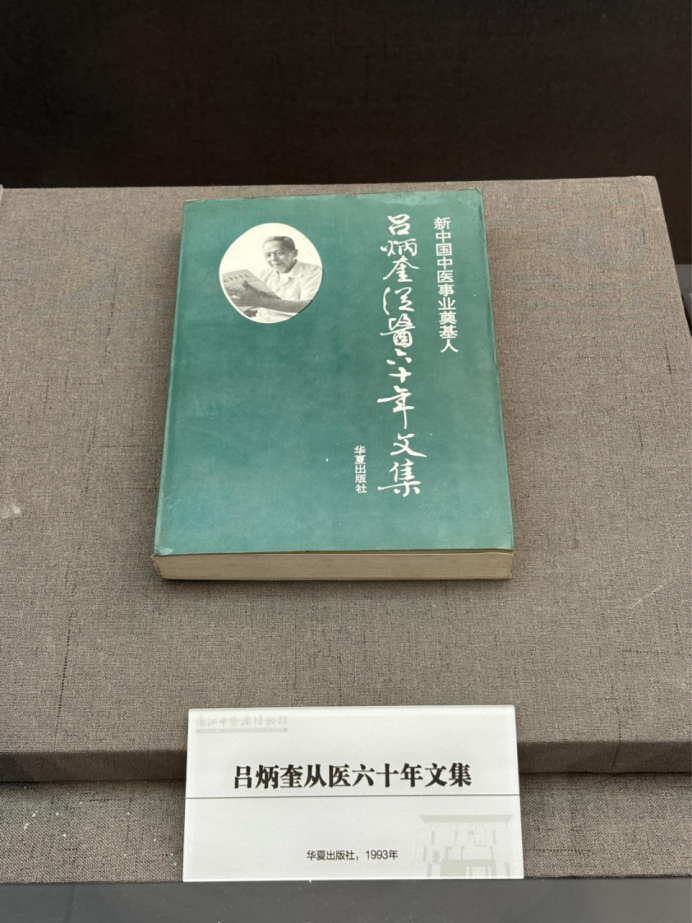 新中国中医事业奠基人
吕炳奎從醫六十年文集
华夏出版社
吕炳奎从医六十年文集
华夏出版社，1993年